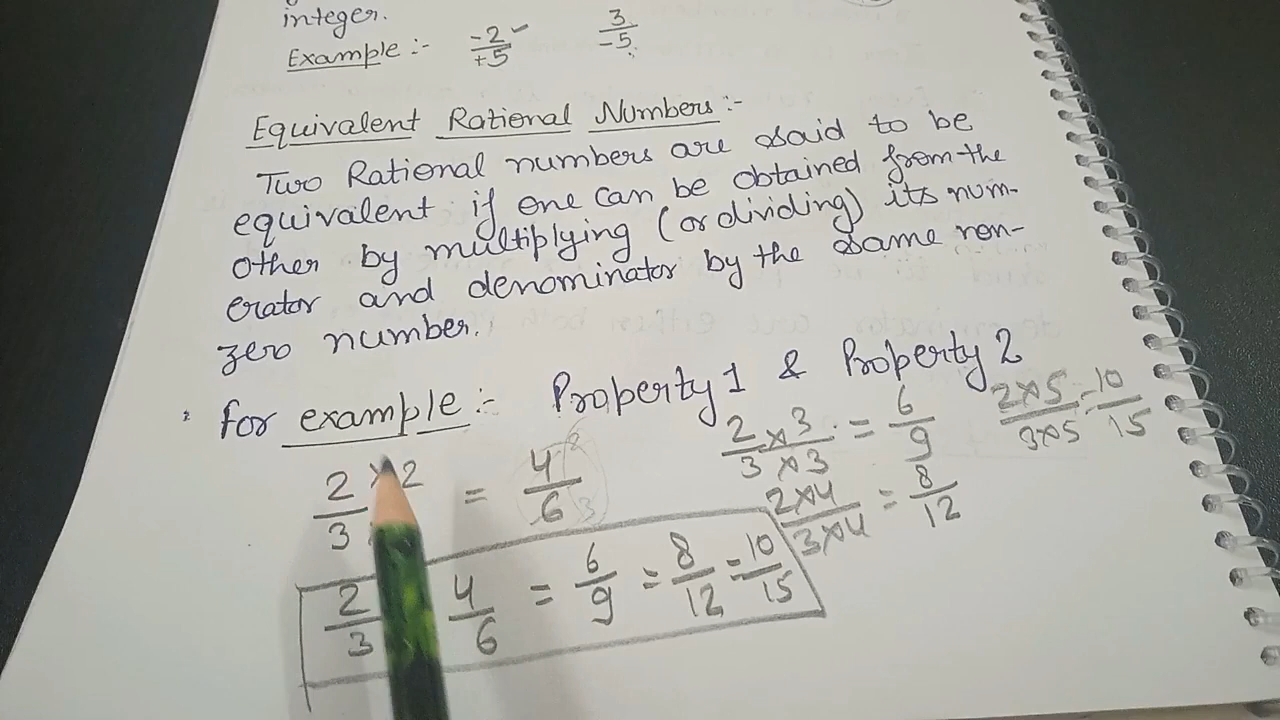 integer.
Example :- -2/+5 3/-5
Equivalent Rational Numbers :-
Two Rational numbers are said to be
equivalent if one can be obtained from the
other by multiplying (or dividing) its num-
erator and denominator by the same non-
zero number.
For example :- Property 1 & Property 2
2/3 ×2 = 4/6
2/3 × 3/× 3 = 6/9
2×5/3×5 = 10/15
2×4/3×4 = 8/12
2/3 4/6 = 6/9 = 8/12 = 10/15